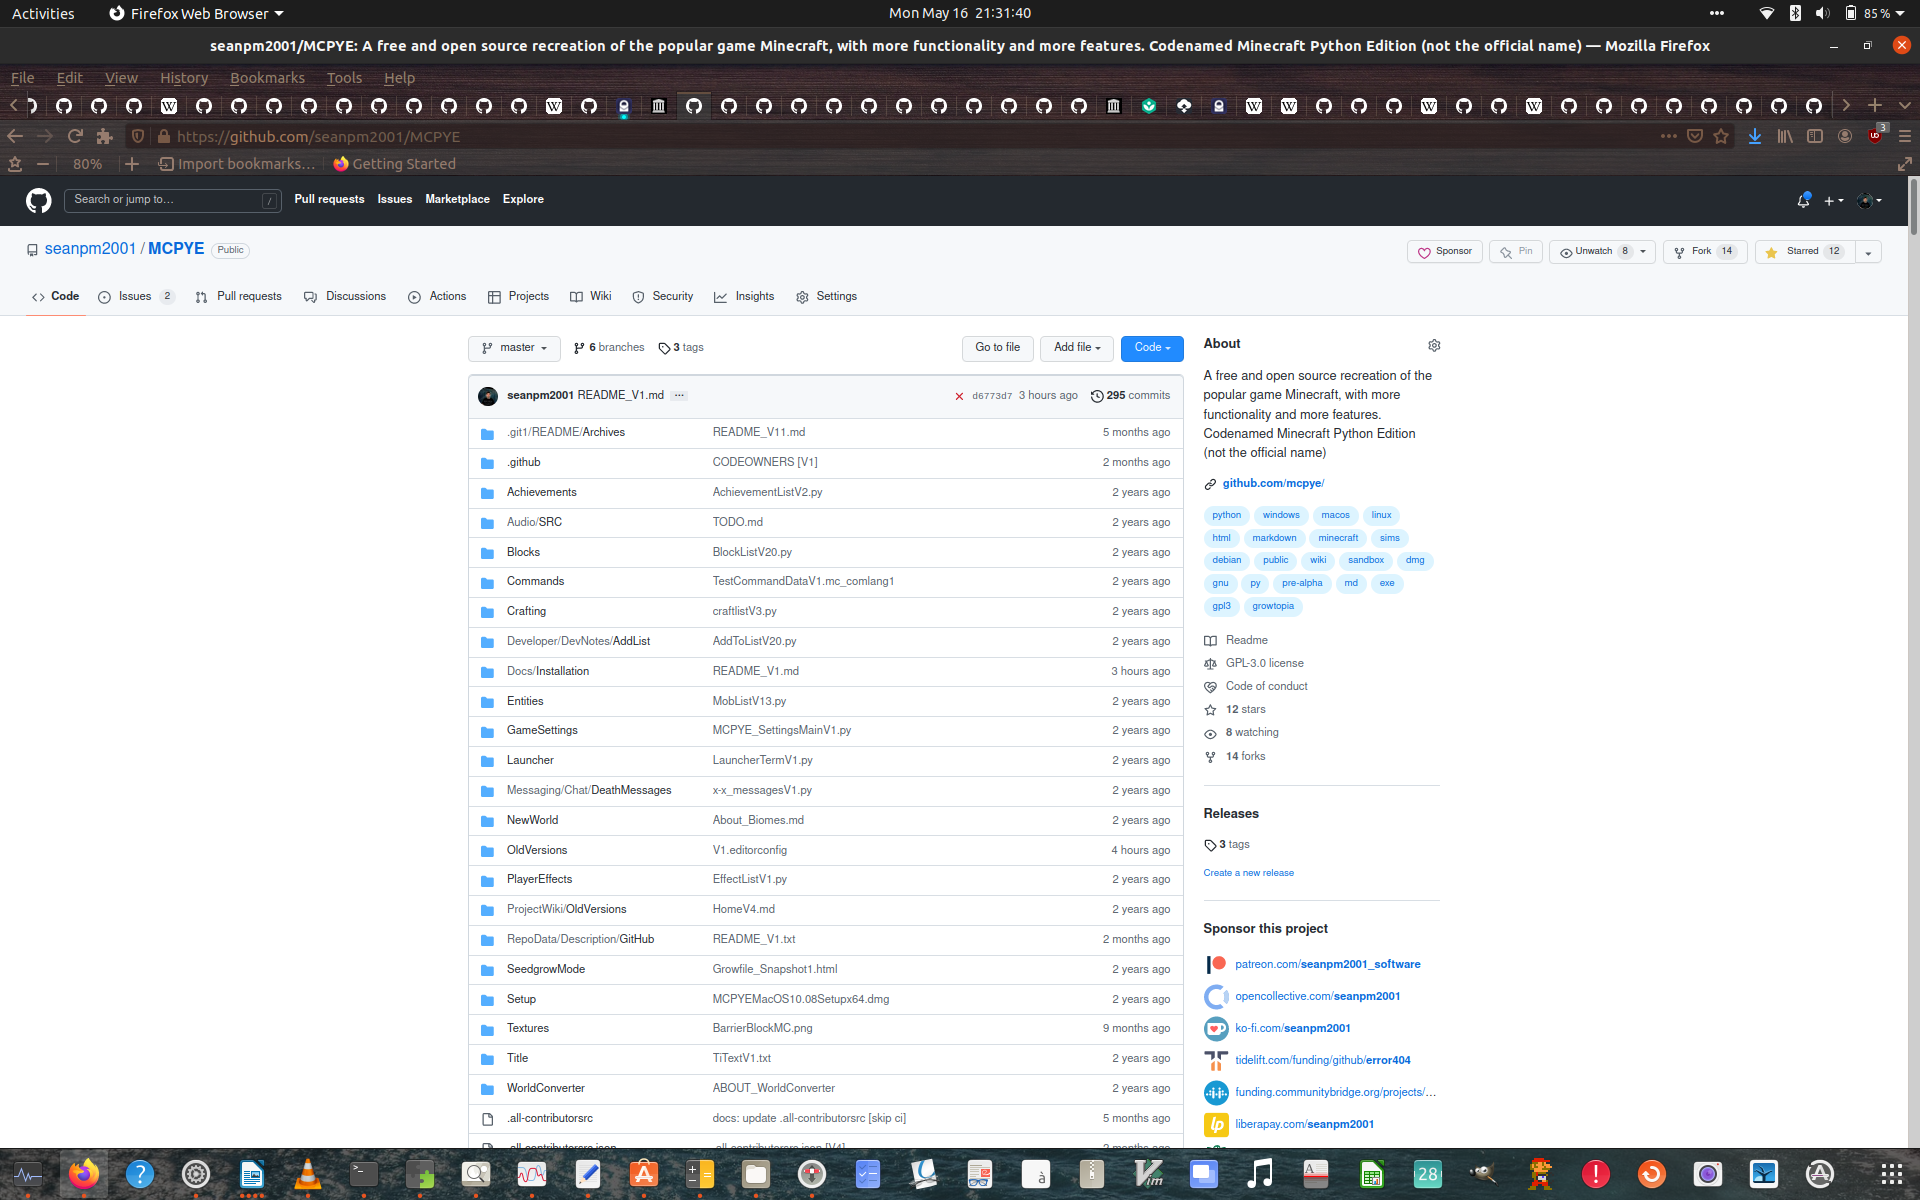 Activities Firefox Web Browser Mon May 16 21:31:40 85 %
seanpm2001/MCPYE: A free and open source recreation of the popular game Minecraft, with more functionality and more features. Codenamed Minecraft Python Edition (not the official name) — Mozilla Firefox
File Edit View History Bookmarks Tools Help
https://github.com/seanpm2001/MCPYE 3
80% Import bookmarks… Getting Started
Search or jump to… / Pull requests Issues Marketplace Explore
seanpm2001 / MCPYE Public Sponsor Pin Unwatch 8 Fork 14 Starred 12
Code Issues 2 Pull requests Discussions Actions Projects Wiki Security Insights Settings
master 6 branches 3 tags Go to file Add file Code
seanpm2001 README_V1.md ... d6773d7 3 hours ago 295 commits
.git1/README/Archives README_V11.md 5 months ago
.github CODEOWNERS [V1] 2 months ago
Achievements AchievementListV2.py 2 years ago
Audio/SRC TODO.md 2 years ago
Blocks BlockListV20.py 2 years ago
Commands TestCommandDataV1.mc_comlang1 2 years ago
Crafting craftlistV3.py 2 years ago
Developer/DevNotes/AddList AddToListV20.py 2 years ago
Docs/Installation README_V1.md 3 hours ago
Entities MobListV13.py 2 years ago
GameSettings MCPYE_SettingsMainV1.py 2 years ago
Launcher LauncherTermV1.py 2 years ago
Messaging/Chat/DeathMessages x-x_messagesV1.py 2 years ago
NewWorld About_Biomes.md 2 years ago
OldVersions V1.editorconfig 4 hours ago
PlayerEffects EffectListV1.py 2 years ago
ProjectWiki/OldVersions HomeV4.md 2 years ago
RepoData/Description/GitHub README_V1.txt 2 months ago
SeedgrowMode Growfile_Snapshot1.html 2 years ago
Setup MCPYEMacOS10.08Setupx64.dmg 2 years ago
Textures BarrierBlockMC.png 9 months ago
Title TiTextV1.txt 2 years ago
WorldConverter ABOUT_WorldConverter 2 years ago
.all-contributorsrc docs: update .all-contributorsrc [skip ci] 5 months ago
.all-contributorsrc.json .all-contributorsrc.json [V4] 2 months ago
About
A free and open source recreation of the
popular game Minecraft, with more
functionality and more features.
Codenamed Minecraft Python Edition
(not the official name)
github.com/mcpye/
python windows macos linux
html markdown minecraft sims
debian public wiki sandbox dmg
gnu py pre-alpha md exe
gpl3 growtopia
Readme
GPL-3.0 license
Code of conduct
12 stars
8 watching
14 forks
Releases
3 tags
Create a new release
Sponsor this project
patreon.com/seanpm2001_software
opencollective.com/seanpm2001
ko-fi.com/seanpm2001
tidelift.com/funding/github/error404
funding.communitybridge.org/projects/…
lp liberapay.com/seanpm2001
28